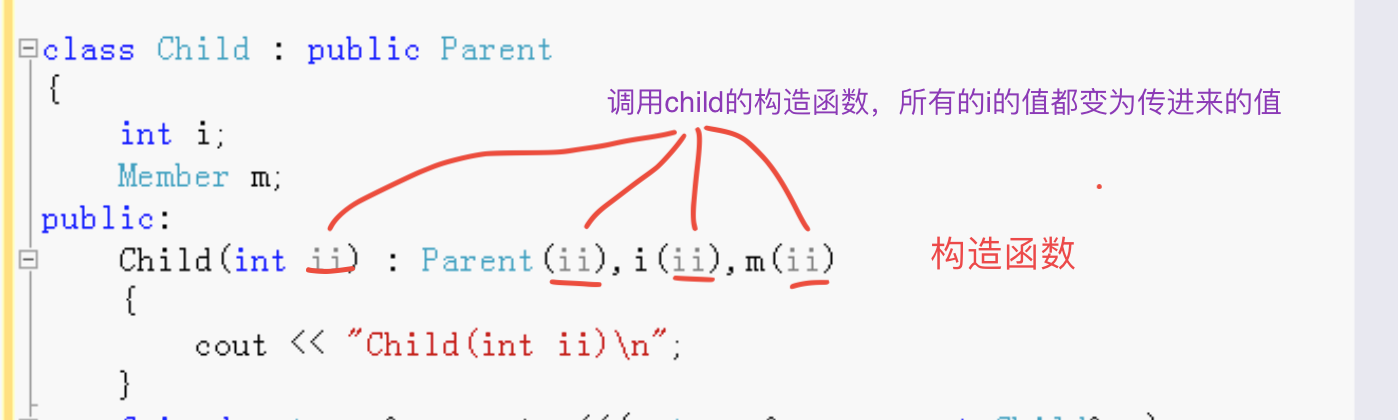 class Child : public Parent
{
调用child的构造函数，所有的i的值都变为传进来的值
int i;
Member m;
public:
Child(int ii) : Parent(ii),i(ii),m(ii)
构造函数
{
cout << "Child(int ii)\n";
}